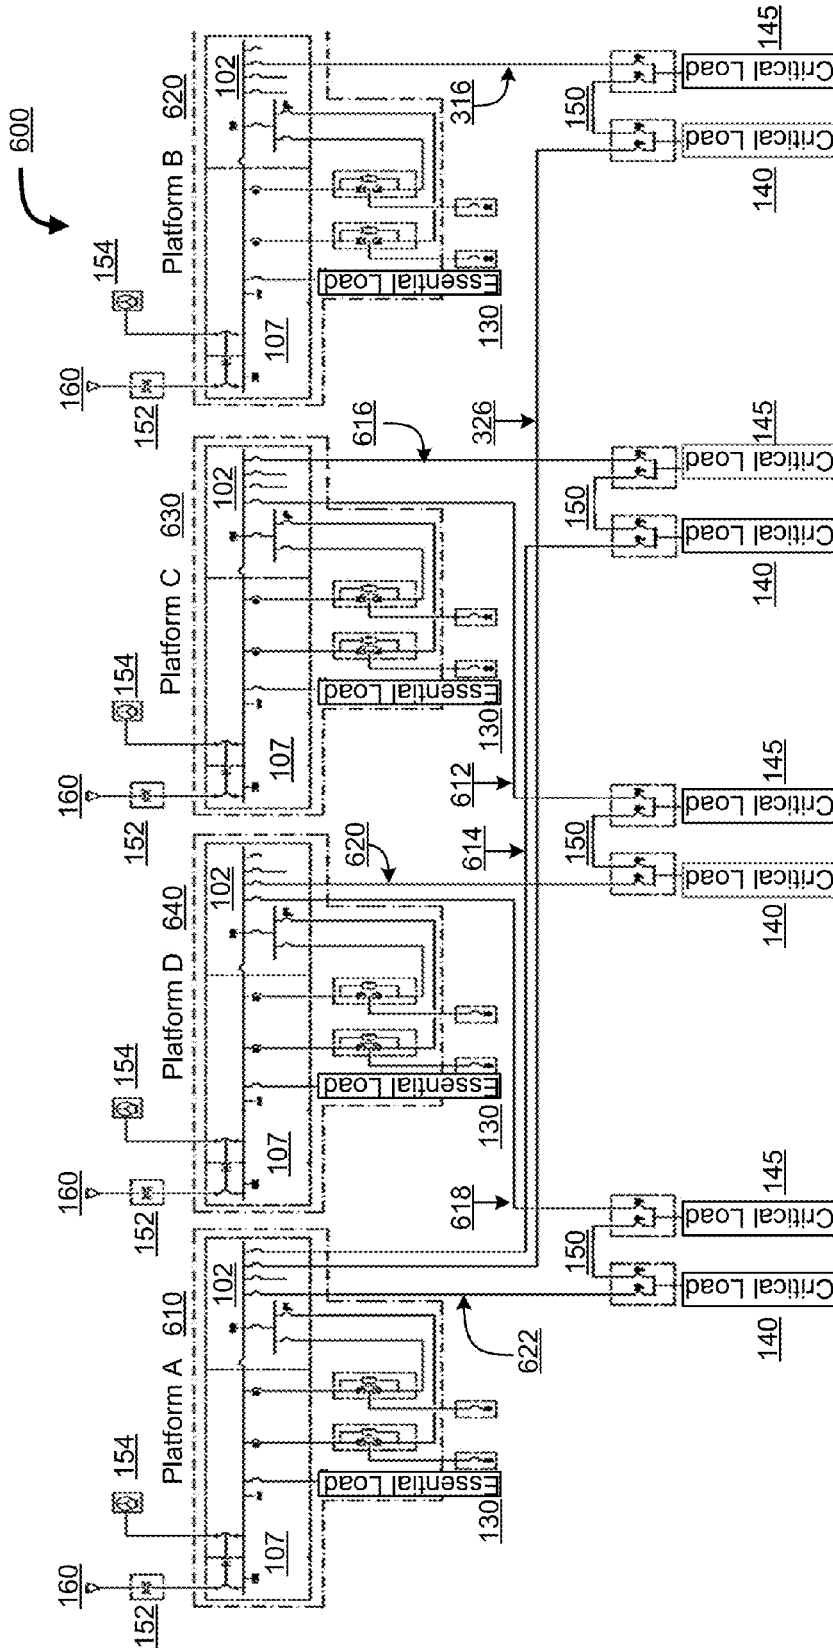 600
160
160
160
160
154
154
154
154
152
152
152
152
Platform A 610
Platform D 640
Platform C 630
Platform B 620
102
102
102
102
107
107
107
107
620
616
Essential Load
Essential Load
Essential Load
Essential Load
130
130
130
130
622
618
614
612
326
316
150
150
150
150
Critical Load
Critical Load
Critical Load
Critical Load
Critical Load
Critical Load
Critical Load
Critical Load
140
145
140
145
140
145
140
145